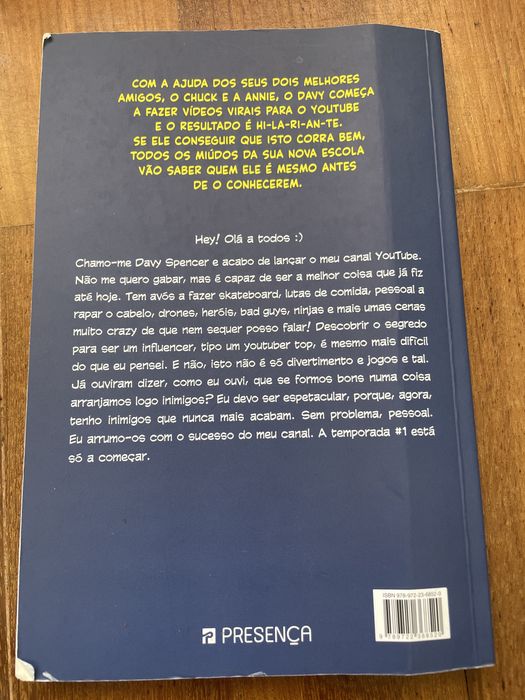 COM A AJUDA DOS SEUS DOIS MELHORES
AMIGOS, O CHUCK E A ANNIE, O DAVY COMEÇA
A FAZER VÍDEOS VIRAIS PARA O YOUTUBE
E O RESULTADO É HI-LA-RI-AN-TE.
SE ELE CONSEGUIR QUE ISTO CORRA BEM,
TODOS OS MIÚDOS DA SUA NOVA ESCOLA
VÃO SABER QUEM ELE É MESMO ANTES
DE O CONHECEREM.
Hey! Olá a todos :)
Chamo-me Davy Spencer e acabo de lançar o meu canal YouTube.
Não me quero gabar, mas é capaz de ser a melhor coisa que já fiz
até hoje. Tem avós a fazer skateboard, lutas de comida, pessoal a
rapar o cabelo, drones, heróis, bad guys, ninjas e mais umas cenas
muito crazy de que nem sequer posso falar! Descobrir o segredo
para ser um influencer, tipo um youtuber top, é mesmo mais difícil
do que eu pensei. E não, isto não é só divertimento e jogos e tal.
Já ouviram dizer, como eu ouvi, que se formos bons numa coisa
arranjamos logo inimigos? Eu devo ser espetacular, porque, agora,
tenho inimigos que nunca mais acabam. Sem problema, pessoal.
Eu arrumo-os com o sucesso do meu canal. A temporada #1 está
só a começar.
PRESENÇA